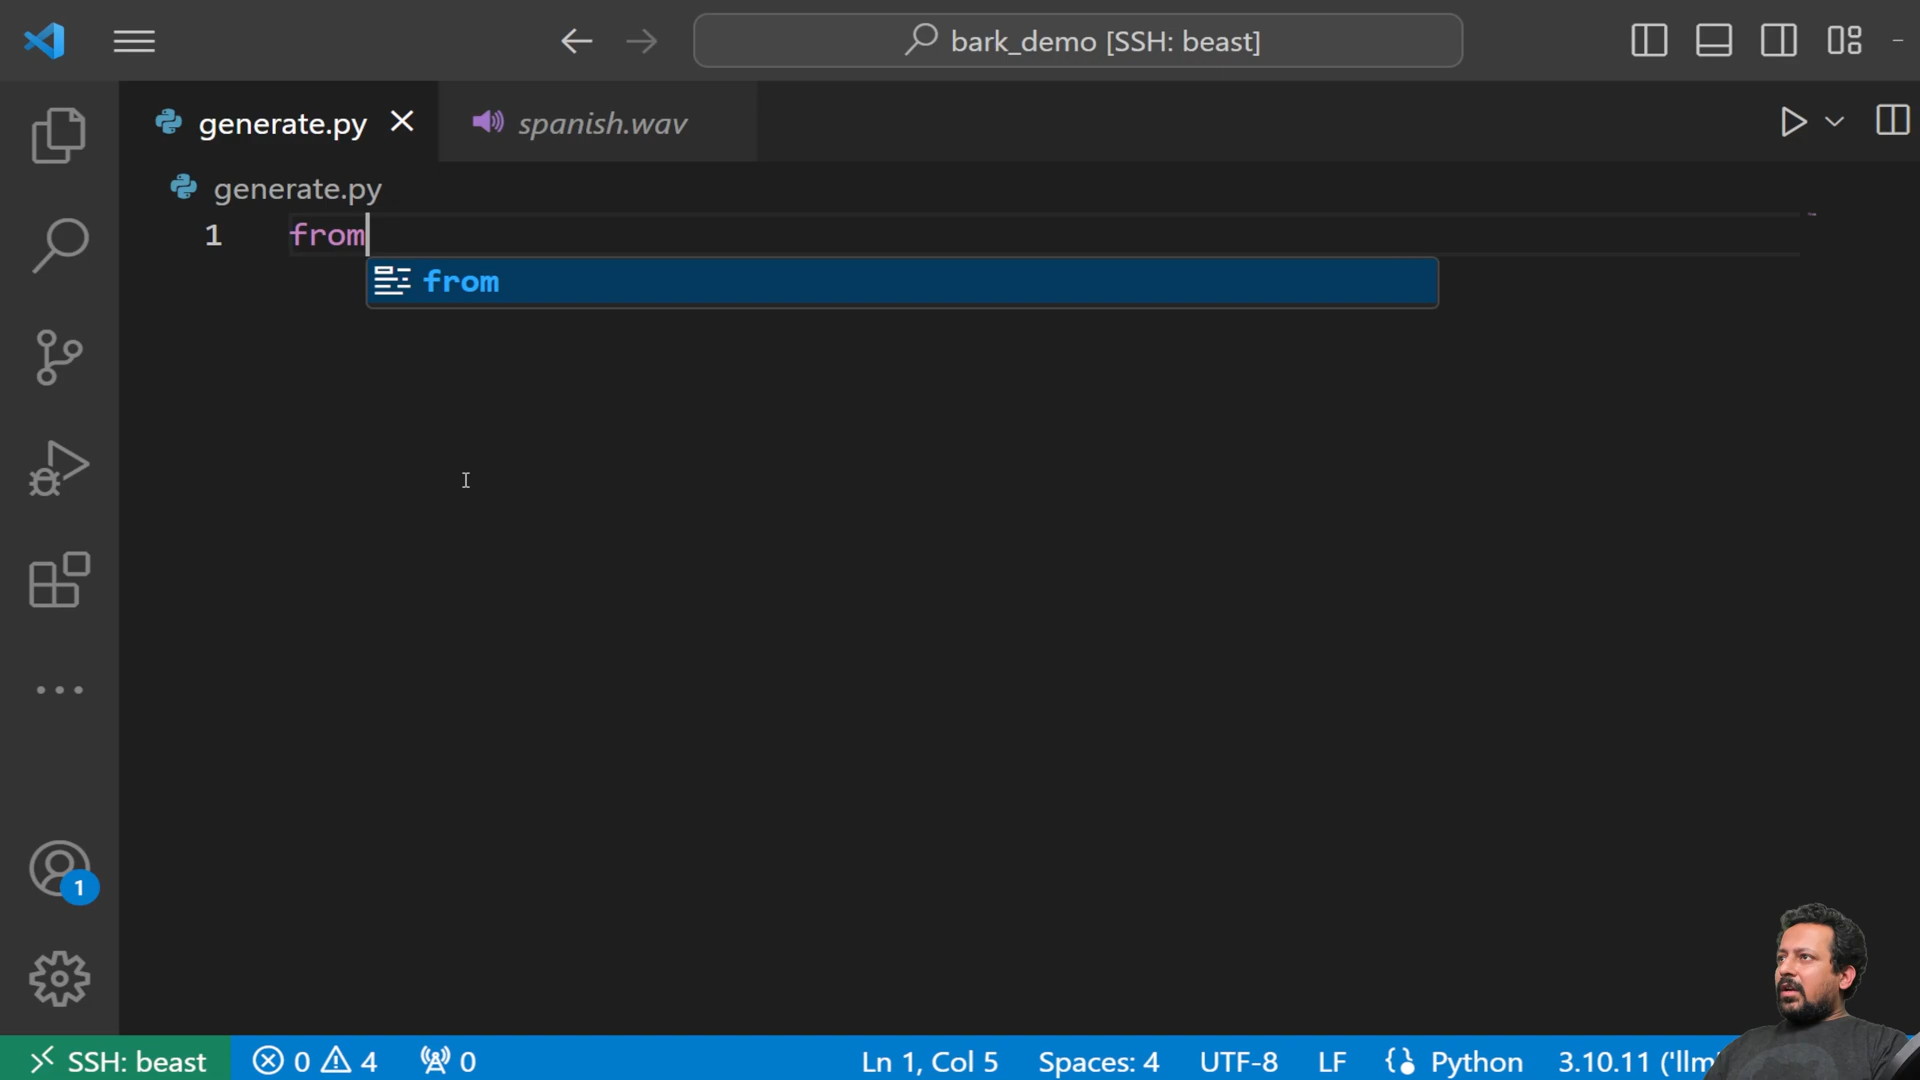 bark_demo [SSH: beast]
generate.py
spanish.wav
generate.py
1 from
from
1
SSH: beast 0 4 0 Ln 1, Col 5 Spaces: 4 UTF-8 LF Python 3.10.11 ('llm'